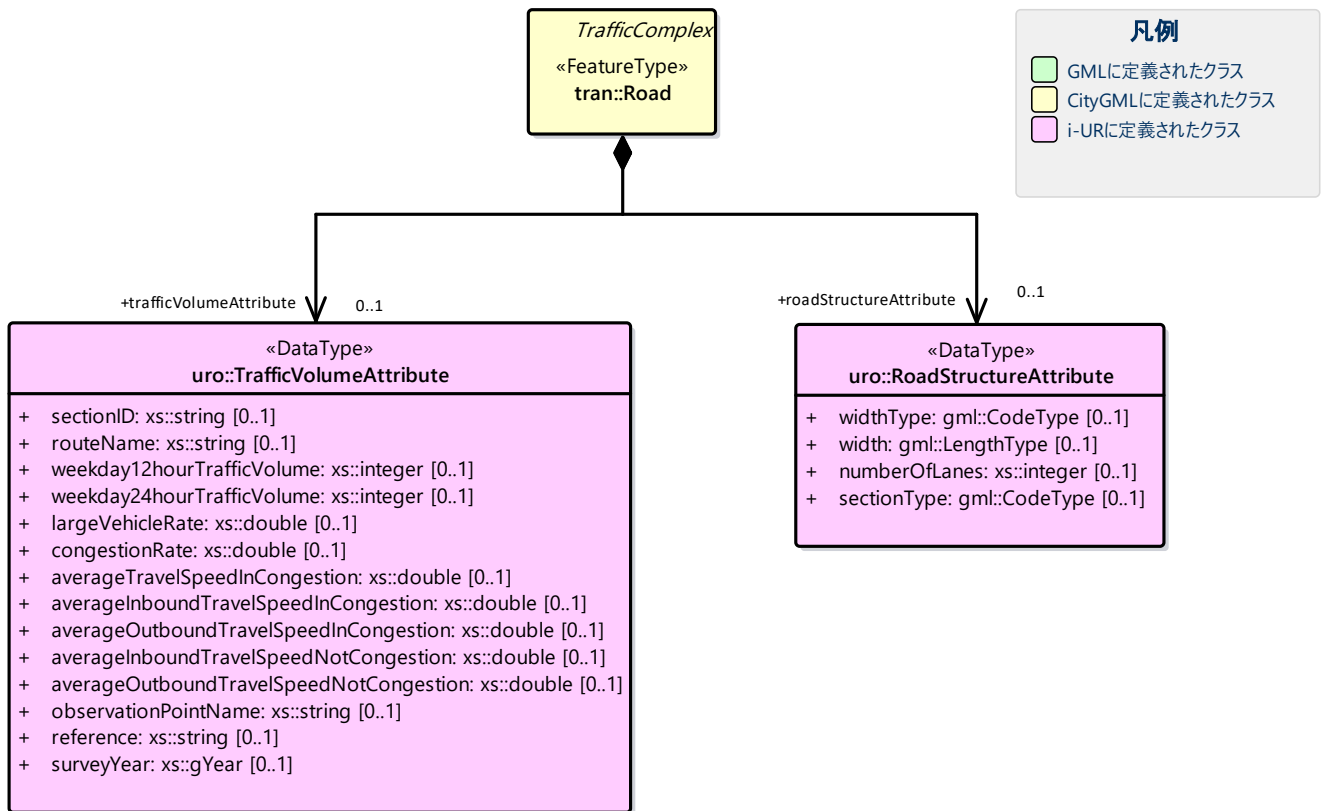 TrafficComplex
«FeatureType»
tran::Road
凡例
GMLに定義されたクラス
CityGMLに定義されたクラス
i-URに定義されたクラス
+trafficVolumeAttribute
0..1
+roadStructureAttribute
0..1
«DataType»
uro::TrafficVolumeAttribute
+ sectionID: xs::string [0..1]
+ routeName: xs::string [0..1]
+ weekday12hourTrafficVolume: xs::integer [0..1]
+ weekday24hourTrafficVolume: xs::integer [0..1]
+ largeVehicleRate: xs::double [0..1]
+ congestionRate: xs::double [0..1]
+ averageTravelSpeedInCongestion: xs::double [0..1]
+ averageInboundTravelSpeedInCongestion: xs::double [0..1]
+ averageOutboundTravelSpeedInCongestion: xs::double [0..1]
+ averageInboundTravelSpeedNotCongestion: xs::double [0..1]
+ averageOutboundTravelSpeedNotCongestion: xs::double [0..1]
+ observationPointName: xs::string [0..1]
+ reference: xs::string [0..1]
+ surveyYear: xs::gYear [0..1]
«DataType»
uro::RoadStructureAttribute
+ widthType: gml::CodeType [0..1]
+ width: gml::LengthType [0..1]
+ numberOfLanes: xs::integer [0..1]
+ sectionType: gml::CodeType [0..1]